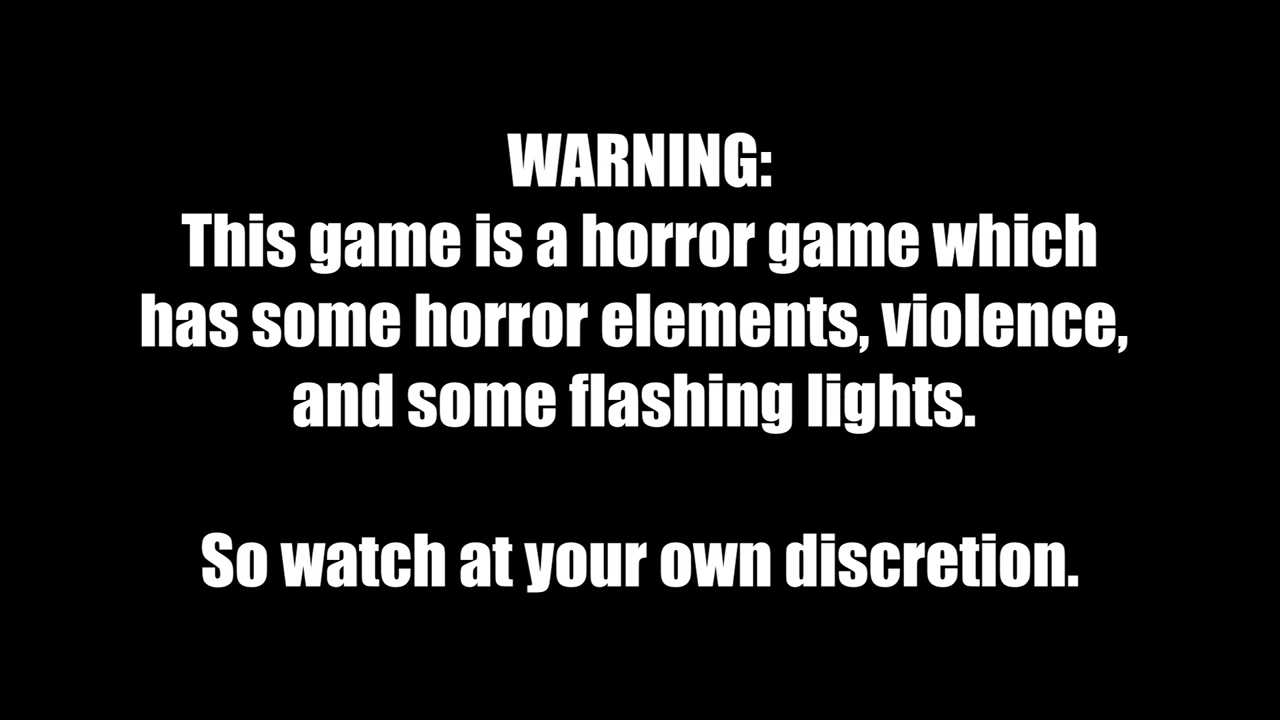 WARNING:
This game is a horror game which
has some horror elements, violence,
and some flashing lights.
So watch at your own discretion.